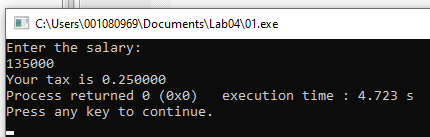 C:\Users\001080969\Documents\Lab04\01.exe
Enter the salary:
135000
Your tax is 0.250000
Process returned 0 (0x0)   execution time : 4.723 s
Press any key to continue.